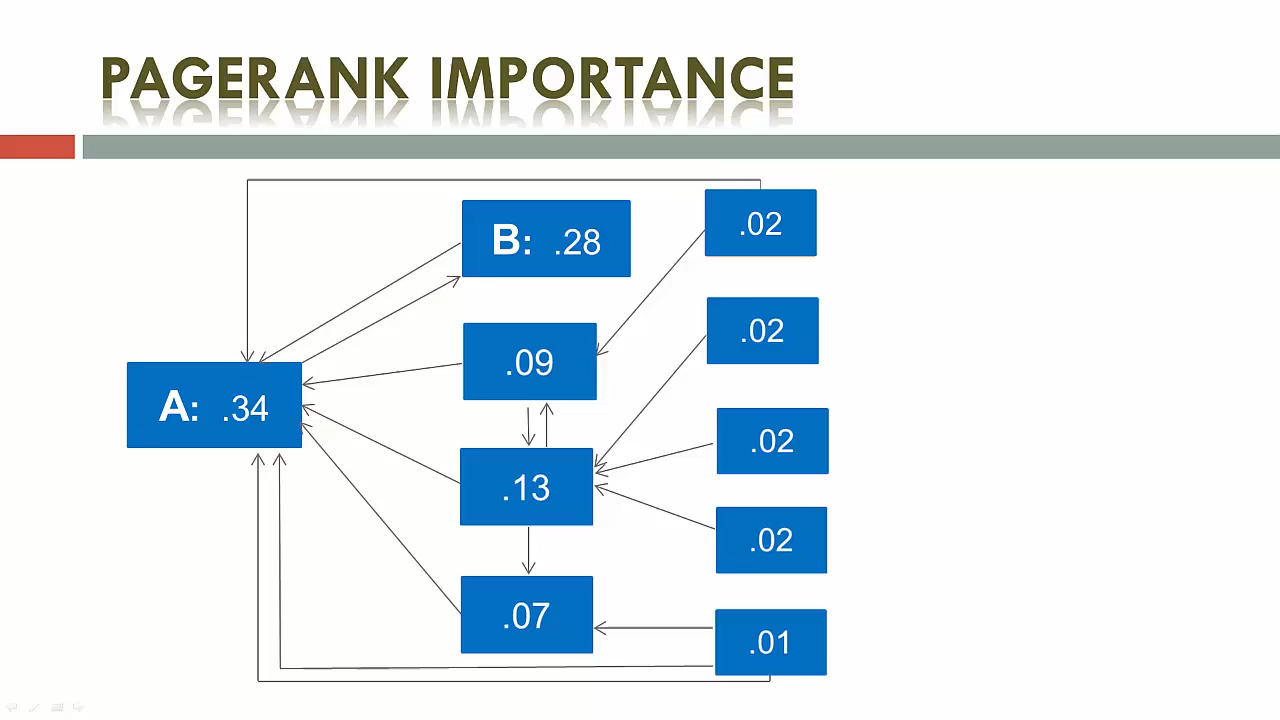 PAGERANK IMPORTANCE
.02
B: .28
.02
.09
A: .34
.02
.13
.02
.07
.01